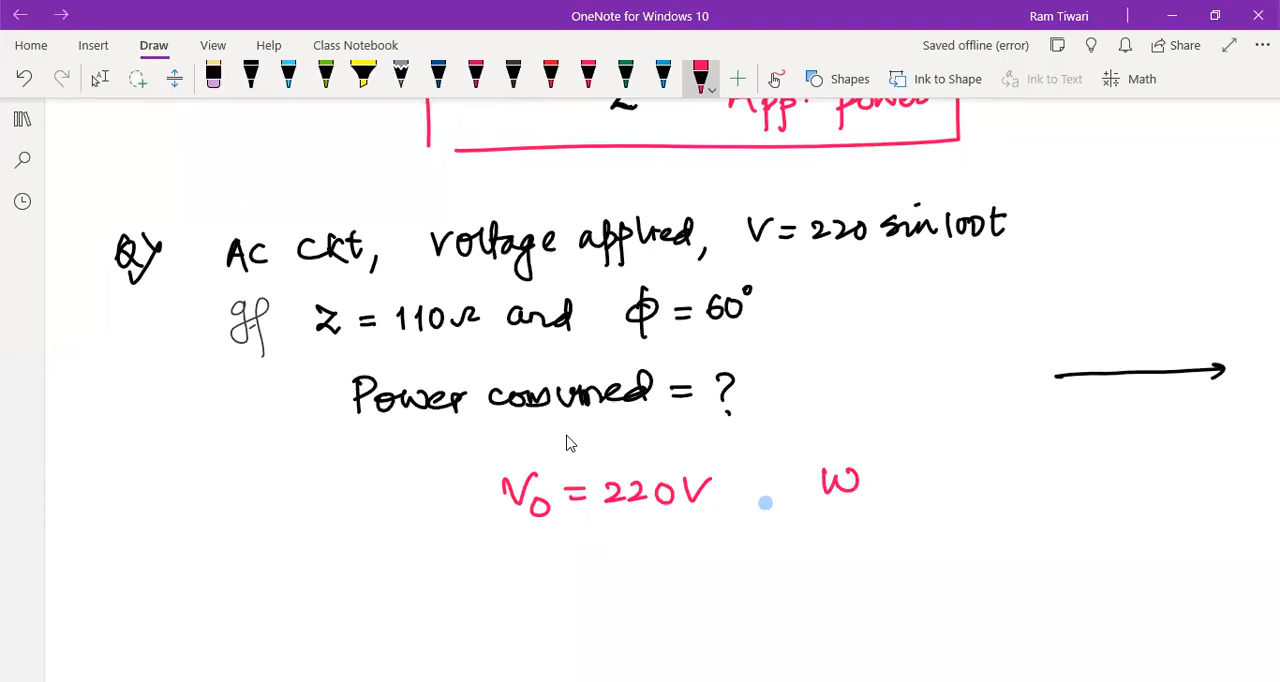 OneNote for Windows 10
Ram Tiwari
Home Insert Draw View Help Class Notebook
Saved offline (error) Share
Shapes Ink to Shape Ink to Text Math
Z App. power
Q> AC Ckt, voltage applied, V = 220 sin100t
If Z = 110Ω and ϕ = 60°
Power consumed = ?
V₀ = 220V ω